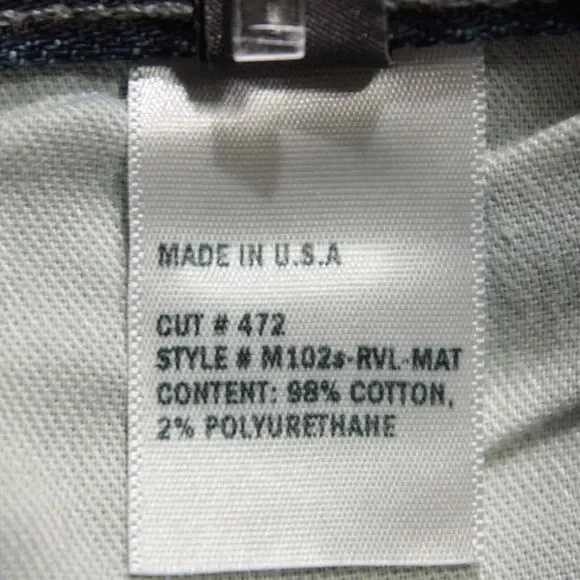 MADE IN U.S.A
CUT # 472
STYLE # M102s-RVL-MAT
CONTENT: 98% COTTON,
2% POLYURETHANE